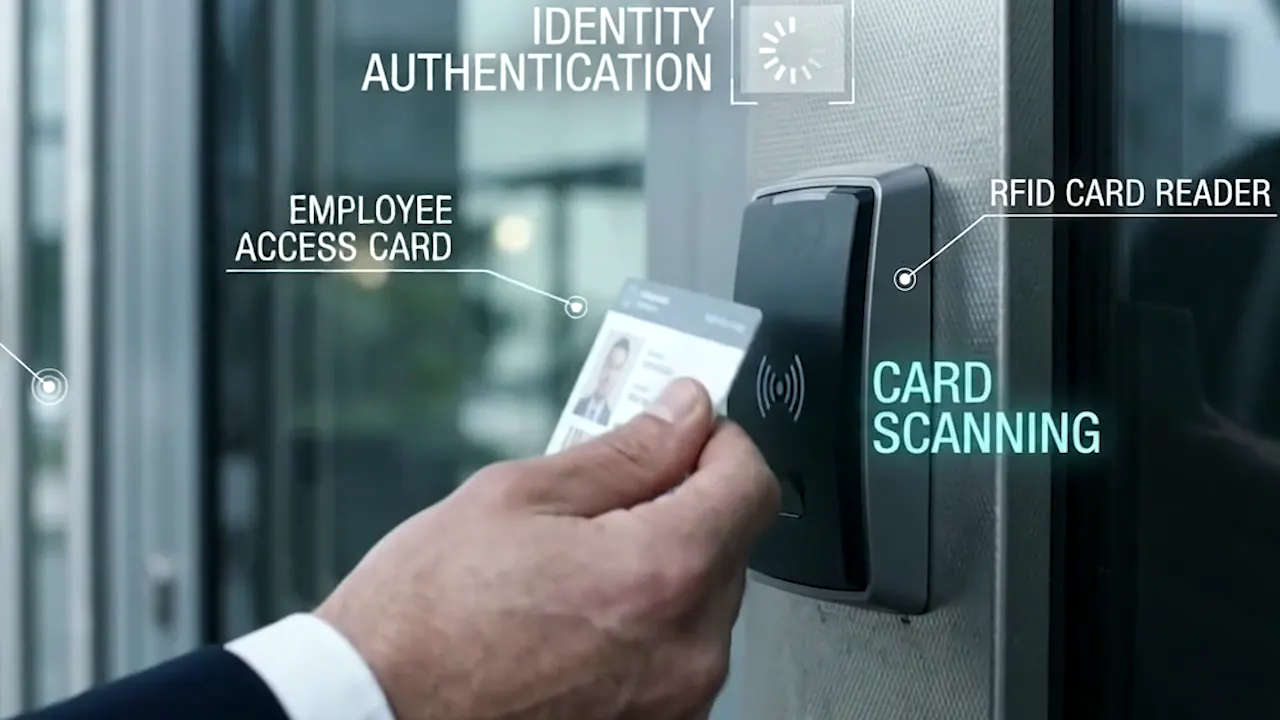 IDENTITY
AUTHENTICATION
EMPLOYEE
ACCESS CARD
RFID CARD READER
CARD
SCANNING